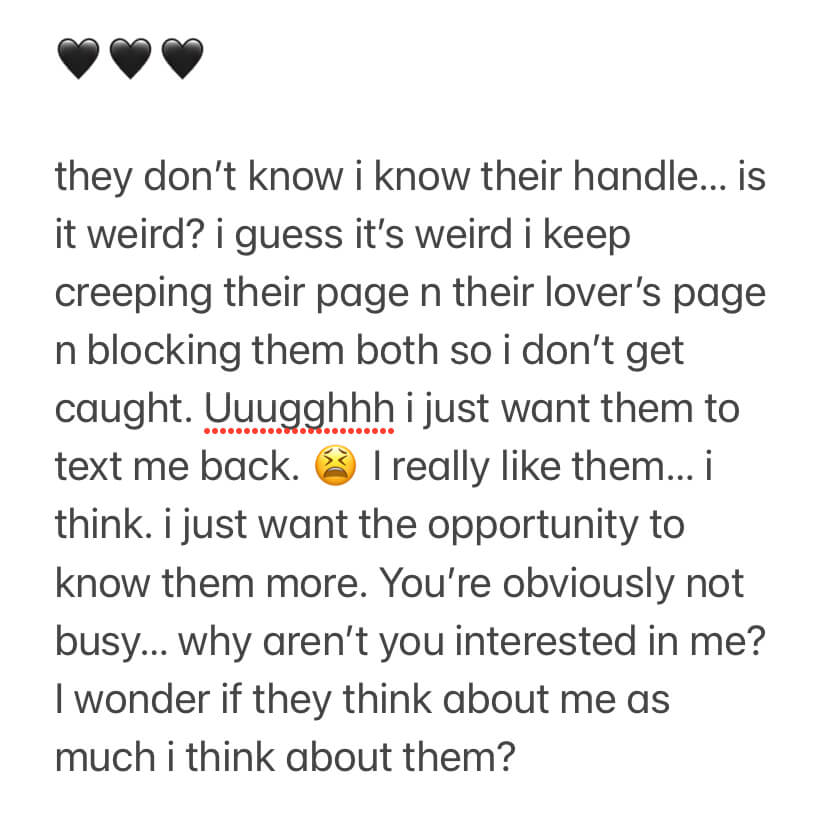 🖤🖤🖤
they don’t know i know their handle... is
it weird? i guess it’s weird i keep
creeping their page n their lover’s page
n blocking them both so i don’t get
caught. Uuugghhh i just want them to
text me back. 😫 I really like them... i
think. i just want the opportunity to
know them more. You’re obviously not
busy... why aren’t you interested in me?
I wonder if they think about me as
much i think about them?